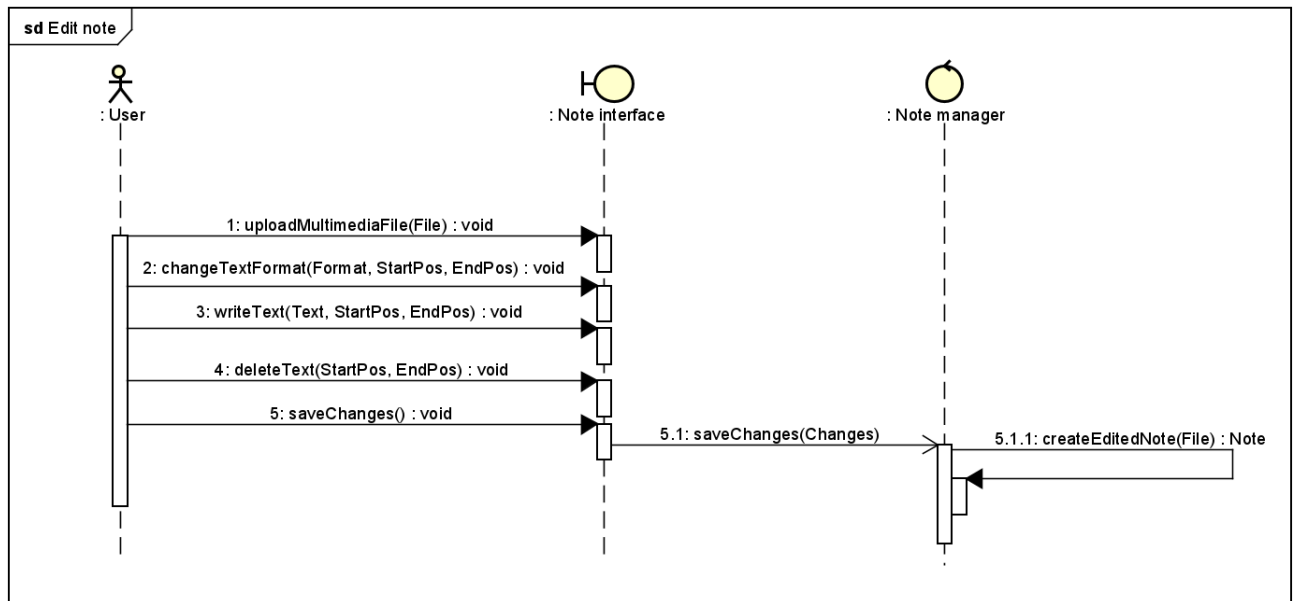 sd Edit note
: User
: Note interface
: Note manager
1: uploadMultimediaFile(File) : void
2: changeTextFormat(Format, StartPos, EndPos) : void
3: writeText(Text, StartPos, EndPos) : void
4: deleteText(StartPos, EndPos) : void
5: saveChanges() : void
5.1: saveChanges(Changes)
5.1.1: createEditedNote(File) : Note